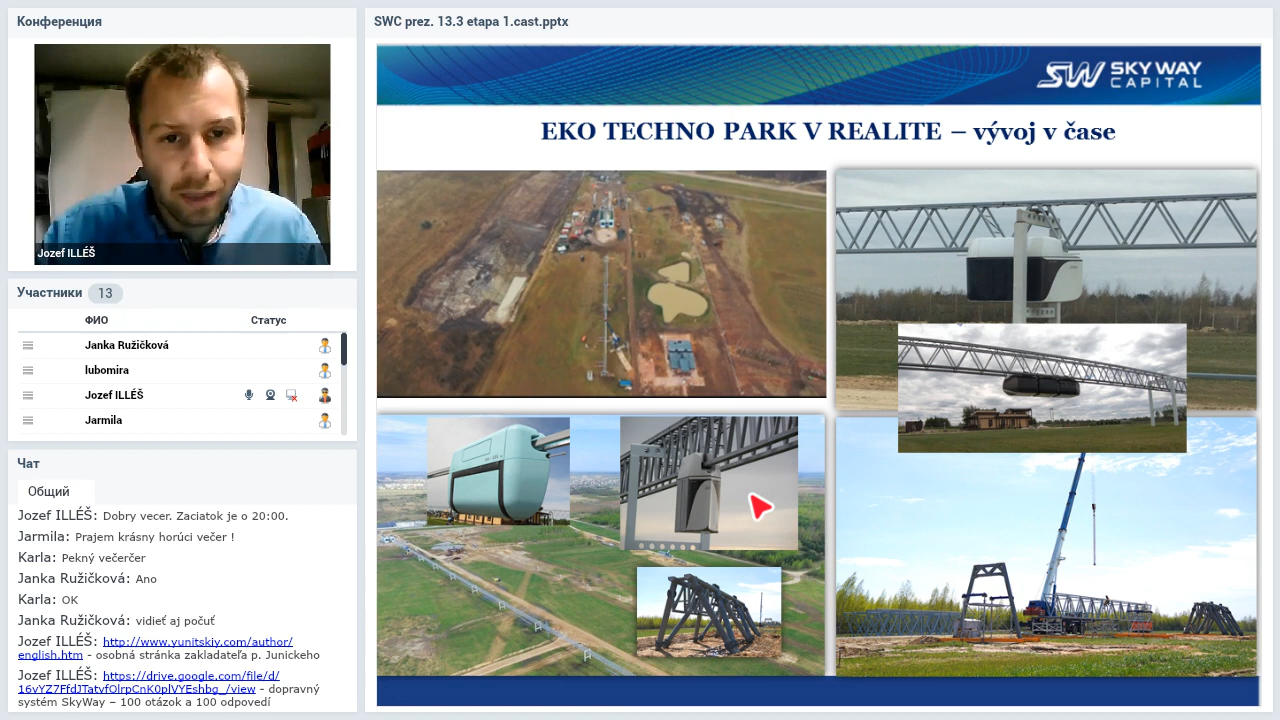 Конференция
Jozef ILLÉŠ
Участники 13
ФИО Статус
Janka Ružičková
lubomira
Jozef ILLÉŠ
Jarmila
Чат
Общий
Jozef ILLÉŠ: Dobry vecer. Zaciatok je o 20:00.
Jarmila: Prajem krásny horúci večer !
Karla: Pekný večerčer
Janka Ružičková: Ano
Karla: OK
Janka Ružičková: vidieť aj počuť
Jozef ILLÉŠ: http://www.yunitskiy.com/author/
english.htm - osobná stránka zakladateľa p. Junickeho
Jozef ILLÉŠ: https://drive.google.com/file/d/
16vYZ7FfdJTatvfOlrpCnK0plVYEshbg_/view - dopravný
systém SkyWay – 100 otázok a 100 odpovedí
SWC prez. 13.3 etapa 1.cast.pptx
SW SKY WAY
CAPITAL
EKO TECHNO PARK V REALITE – vývoj v čase